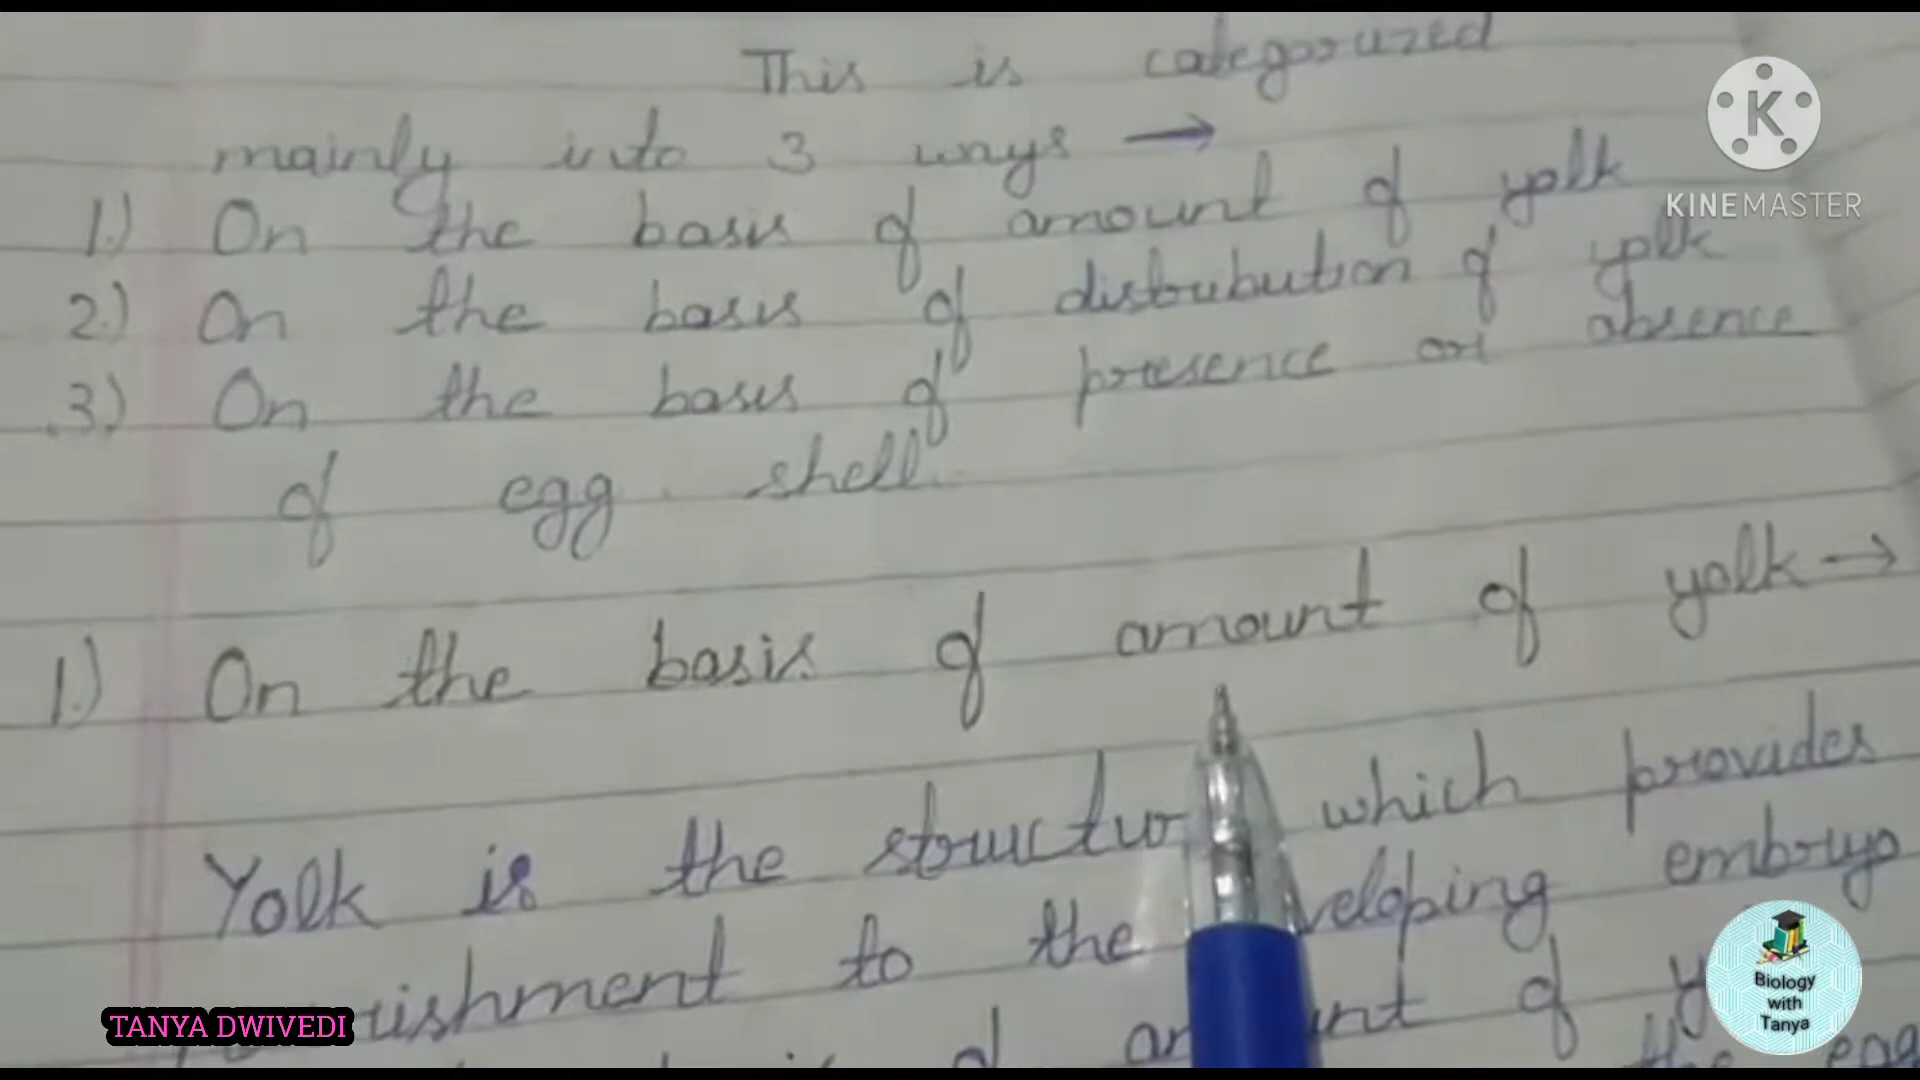 This is categorized
mainly into 3 ways →
1.) On the basis of amount of yolk
2.) On the basis of distribution of yolk
3.) On the basis of presence or absence
of egg shell.
1.) On the basis of amount of yolk →
Yolk is the which provides
to the embryo
of
egg
KINEMASTER
TANYA DWIVEDI
Biology
with
Tanya